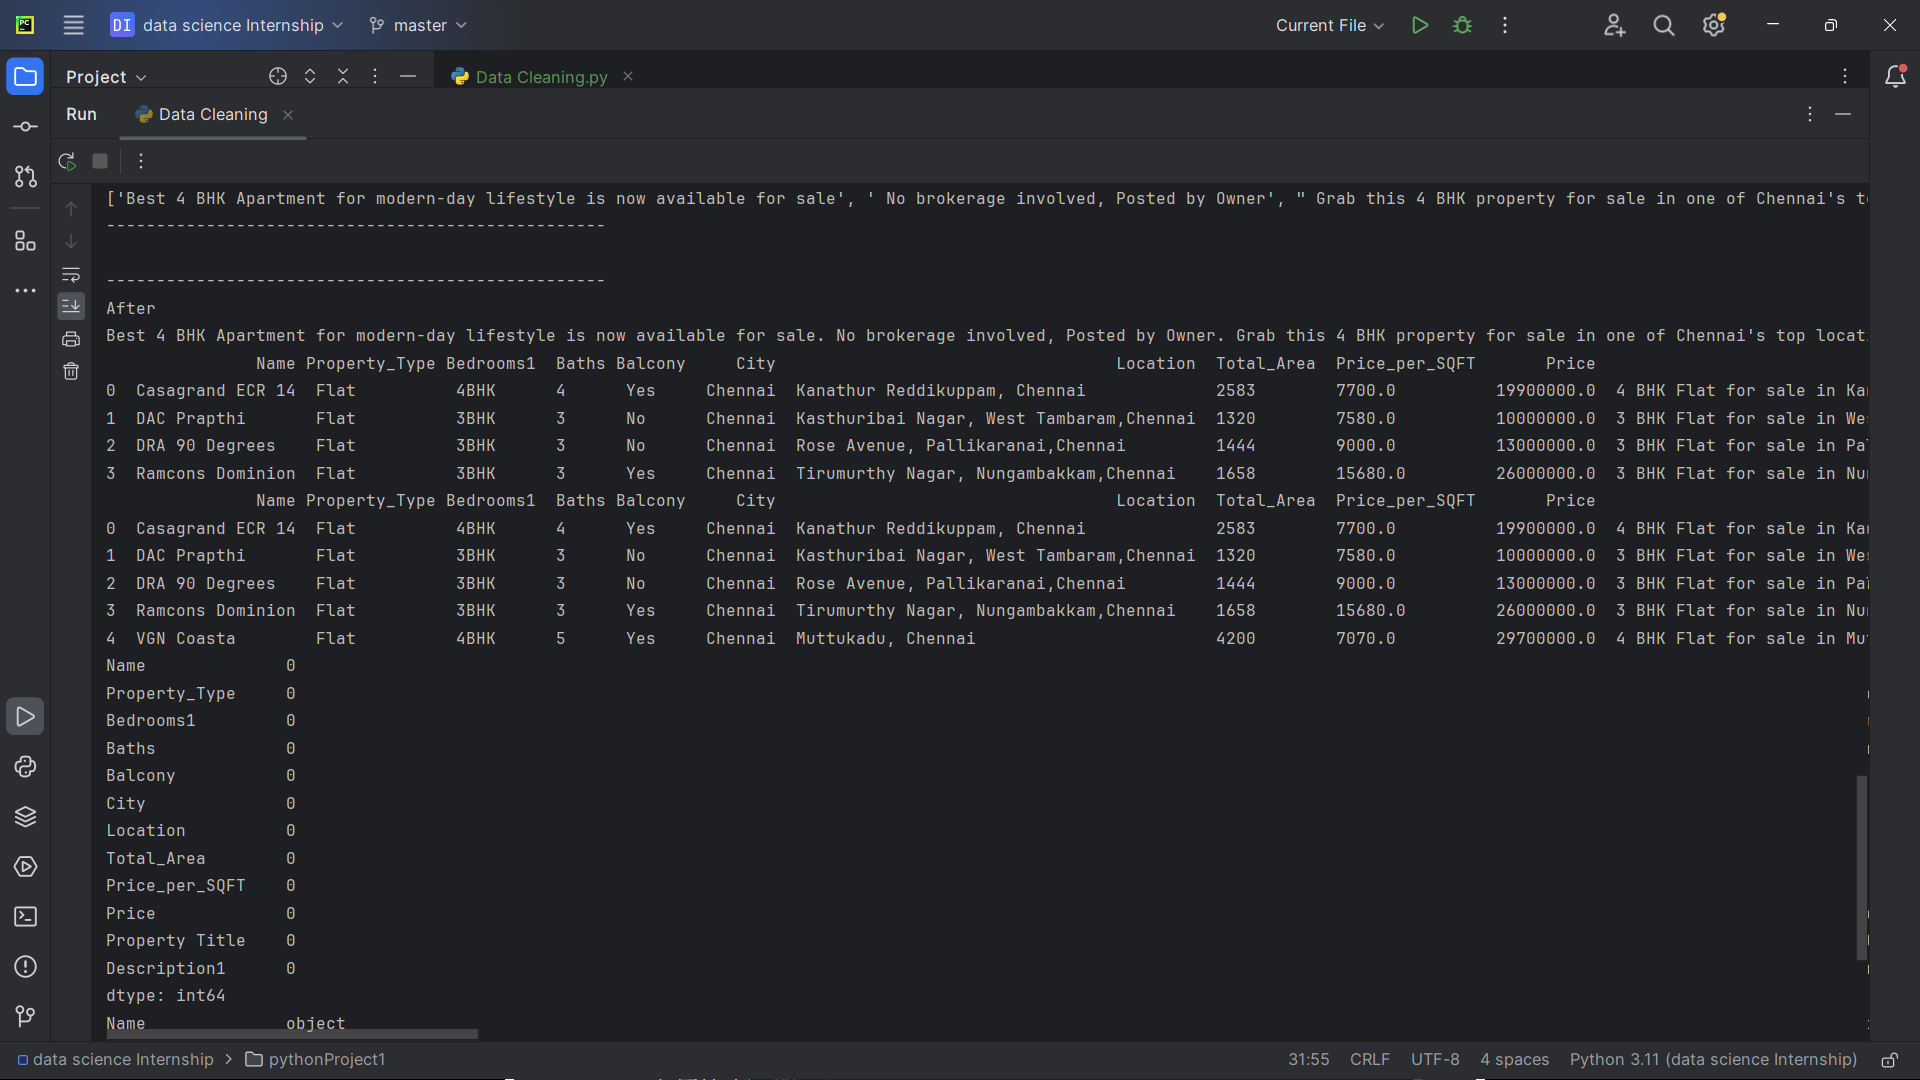 DI data science Internship master Current File
Project Data Cleaning.py
Run Data Cleaning
['Best 4 BHK Apartment for modern-day lifestyle is now available for sale', ' No brokerage involved, Posted by Owner', " Grab this 4 BHK property for sale in one of Chennai's t
--------------------------------------------------
--------------------------------------------------
After
Best 4 BHK Apartment for modern-day lifestyle is now available for sale. No brokerage involved, Posted by Owner. Grab this 4 BHK property for sale in one of Chennai's top locat
Name Property_Type Bedrooms1 Baths Balcony City Location Total_Area Price_per_SQFT Price
0 Casagrand ECR 14 Flat 4BHK 4 Yes Chennai Kanathur Reddikuppam, Chennai 2583 7700.0 19900000.0 4 BHK Flat for sale in Ka
1 DAC Prapthi Flat 3BHK 3 No Chennai Kasthuribai Nagar, West Tambaram,Chennai 1320 7580.0 10000000.0 3 BHK Flat for sale in We
2 DRA 90 Degrees Flat 3BHK 3 No Chennai Rose Avenue, Pallikaranai,Chennai 1444 9000.0 13000000.0 3 BHK Flat for sale in Pa
3 Ramcons Dominion Flat 3BHK 3 Yes Chennai Tirumurthy Nagar, Nungambakkam,Chennai 1658 15680.0 26000000.0 3 BHK Flat for sale in Nu
Name Property_Type Bedrooms1 Baths Balcony City Location Total_Area Price_per_SQFT Price
0 Casagrand ECR 14 Flat 4BHK 4 Yes Chennai Kanathur Reddikuppam, Chennai 2583 7700.0 19900000.0 4 BHK Flat for sale in Ka
1 DAC Prapthi Flat 3BHK 3 No Chennai Kasthuribai Nagar, West Tambaram,Chennai 1320 7580.0 10000000.0 3 BHK Flat for sale in We
2 DRA 90 Degrees Flat 3BHK 3 No Chennai Rose Avenue, Pallikaranai,Chennai 1444 9000.0 13000000.0 3 BHK Flat for sale in Pa
3 Ramcons Dominion Flat 3BHK 3 Yes Chennai Tirumurthy Nagar, Nungambakkam,Chennai 1658 15680.0 26000000.0 3 BHK Flat for sale in Nu
4 VGN Coasta Flat 4BHK 5 Yes Chennai Muttukadu, Chennai 4200 7070.0 29700000.0 4 BHK Flat for sale in Mu
Name 0
Property_Type 0
Bedrooms1 0
Baths 0
Balcony 0
City 0
Location 0
Total_Area 0
Price_per_SQFT 0
Price 0
Property Title 0
Description1 0
dtype: int64
Name object
data science Internship > pythonProject1 31:55 CRLF UTF-8 4 spaces Python 3.11 (data science Internship)